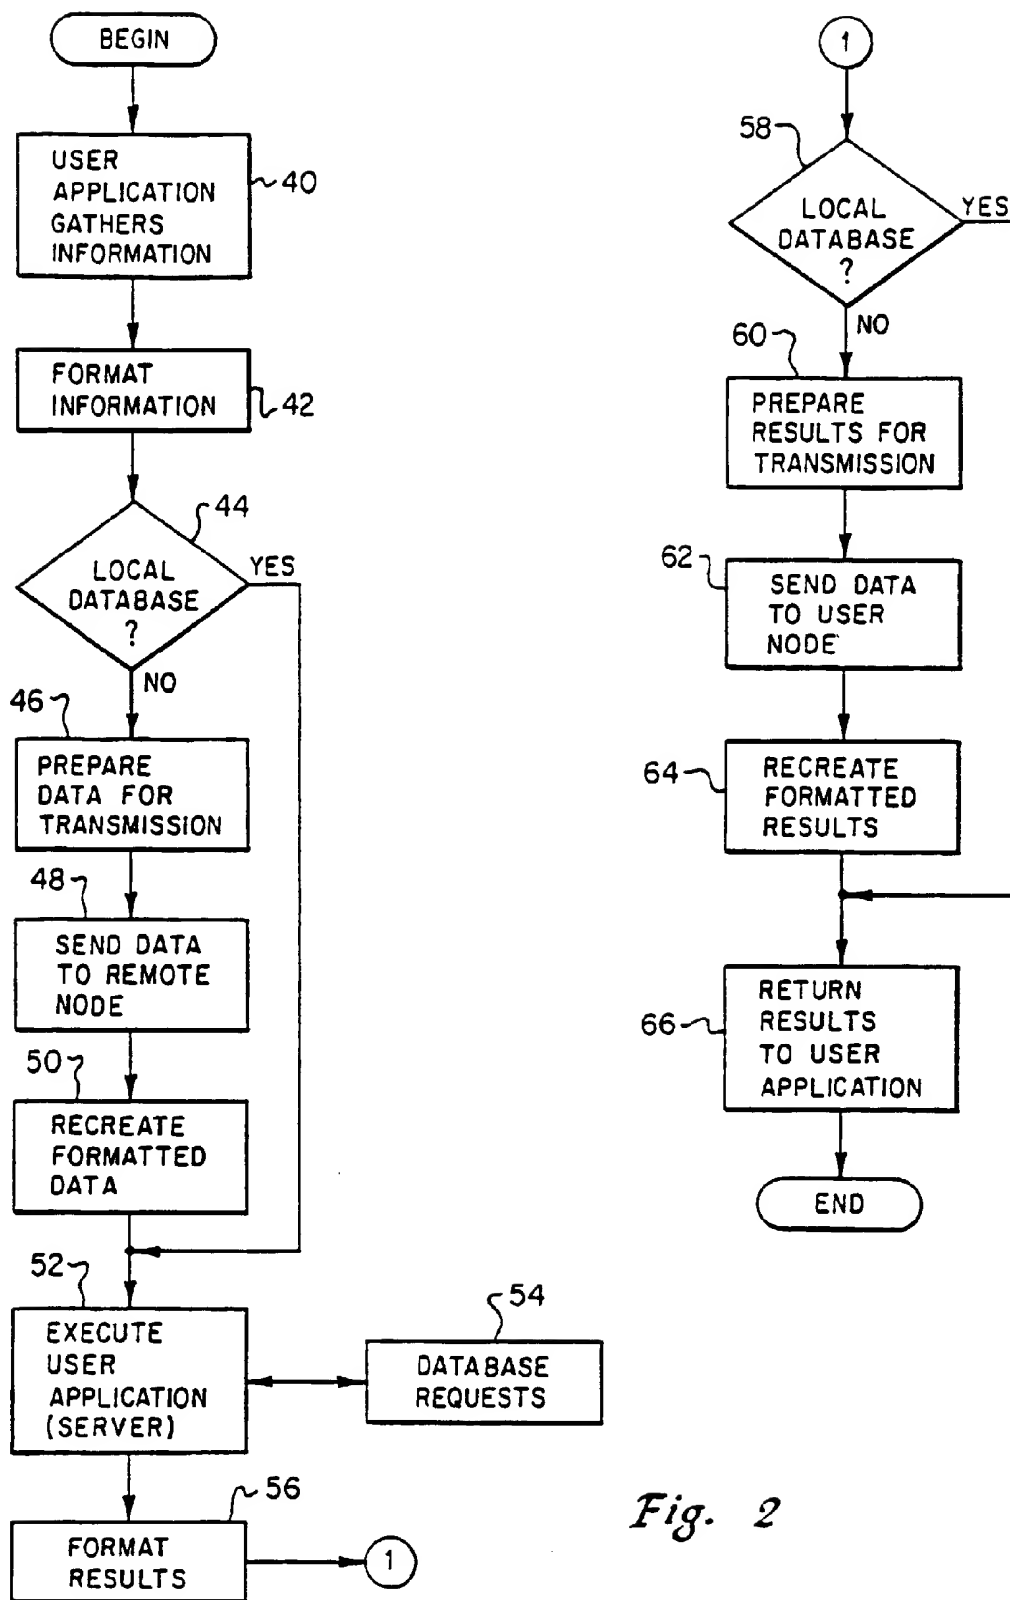 BEGIN
USER
APPLICATION
GATHERS
INFORMATION
40
FORMAT
INFORMATION
42
44
LOCAL
DATABASE
?
YES
NO
46
PREPARE
DATA FOR
TRANSMISSION
48
SEND DATA
TO REMOTE
NODE
50
RECREATE
FORMATTED
DATA
52
EXECUTE
USER
APPLICATION
(SERVER)
54
DATABASE
REQUESTS
56
FORMAT
RESULTS
1
1
58
LOCAL
DATABASE
?
YES
NO
60
PREPARE
RESULTS FOR
TRANSMISSION
62
SEND DATA
TO USER
NODE
64
RECREATE
FORMATTED
RESULTS
66
RETURN
RESULTS
TO USER
APPLICATION
END
Fig. 2